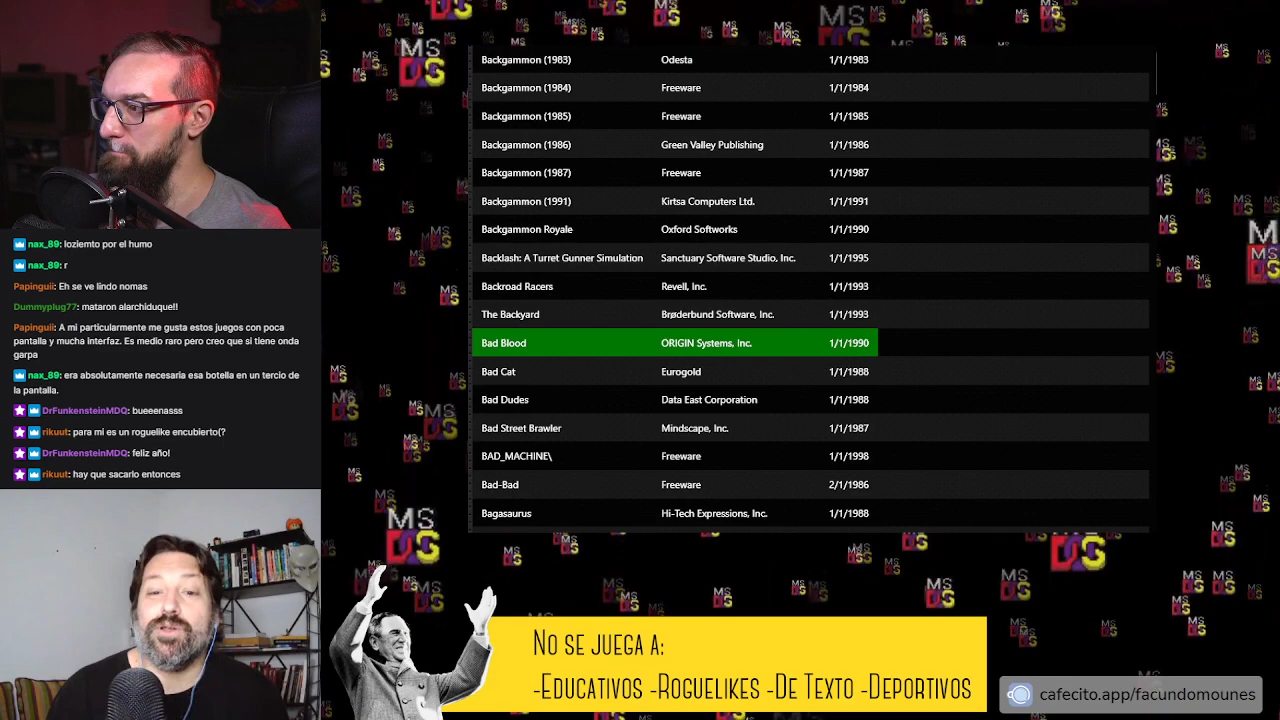 nax_89: loziemto por el humo
nax_89: r
Papinguii: Eh se ve lindo nomas
Dummyplug77: mataron alarchiduque!!
Papinguii: A mi particularmente me gusta estos juegos con poca
pantalla y mucha interfaz. Es medio raro pero creo que si tiene onda
garpa
nax_89: era absolutamente necesaria esa botella en un tercio de
la pantalla.
DrFunkensteinMDQ: bueeenasss
rikuut: para mi es un roguelike encubierto(?
DrFunkensteinMDQ: feliz año!
rikuut: hay que sacarlo entonces
Backgammon (1983) Odesta 1/1/1983
Backgammon (1984) Freeware 1/1/1984
Backgammon (1985) Freeware 1/1/1985
Backgammon (1986) Green Valley Publishing 1/1/1986
Backgammon (1987) Freeware 1/1/1987
Backgammon (1991) Kirtsa Computers Ltd. 1/1/1991
Backgammon Royale Oxford Softworks 1/1/1990
Backlash: A Turret Gunner Simulation Sanctuary Software Studio, Inc. 1/1/1995
Backroad Racers Revell, Inc. 1/1/1993
The Backyard Brøderbund Software, Inc. 1/1/1993
Bad Blood ORIGIN Systems, Inc. 1/1/1990
Bad Cat Eurogold 1/1/1988
Bad Dudes Data East Corporation 1/1/1988
Bad Street Brawler Mindscape, Inc. 1/1/1987
BAD_MACHINE\ Freeware 1/1/1998
Bad-Bad Freeware 2/1/1986
Bagasaurus Hi-Tech Expressions, Inc. 1/1/1988
No se juega a:
-Educativos -Roguelikes -De Texto -Deportivos
cafecito.app/facundomounes
MS
DOS